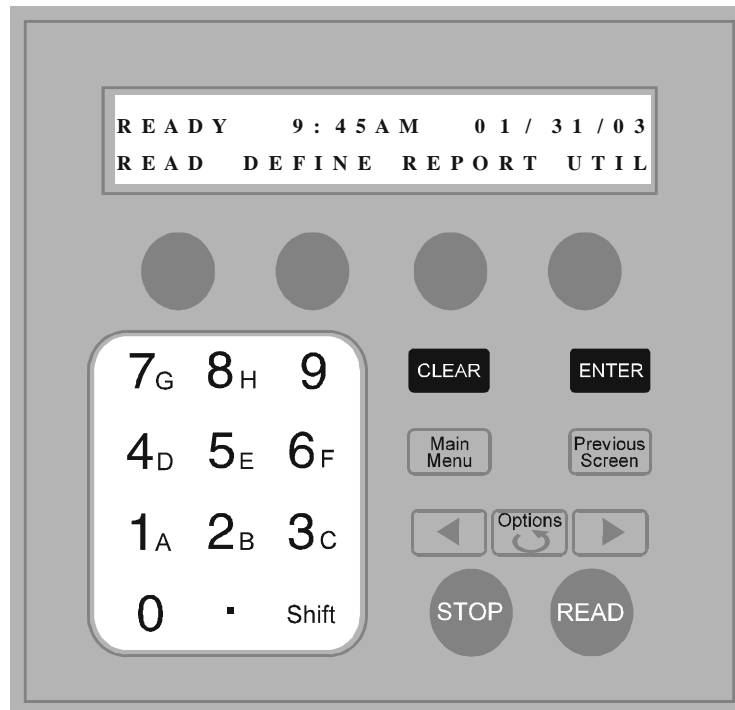 READY 9:45AM 01/31/03
READ DEFINE REPORT UTIL
7G 8H 9
CLEAR ENTER
4D 5E 6F
Main Menu
Previous Screen
1A 2B 3C
Options
0 . Shift
STOP READ